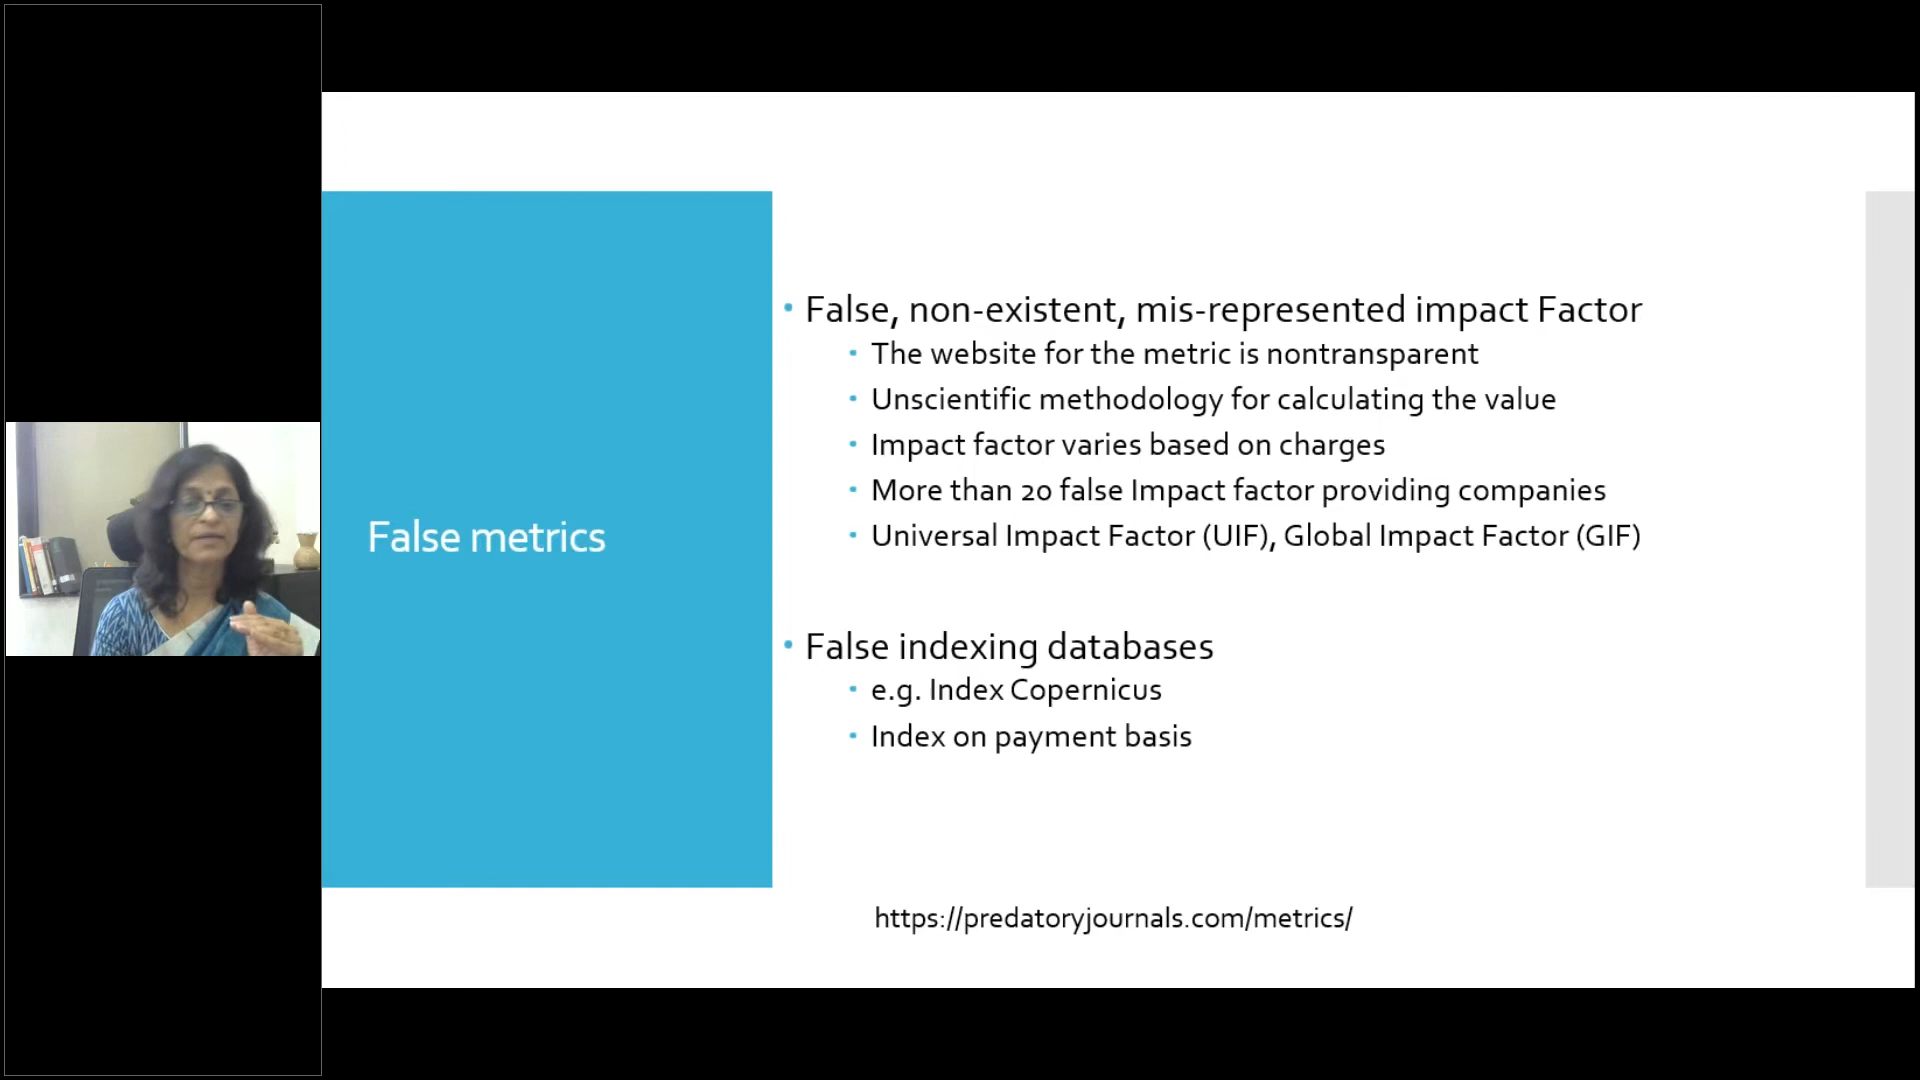 False metrics
False, non-existent, mis-represented impact Factor
The website for the metric is nontransparent
Unscientific methodology for calculating the value
Impact factor varies based on charges
More than 20 false Impact factor providing companies
Universal Impact Factor (UIF), Global Impact Factor (GIF)
False indexing databases
e.g. Index Copernicus
Index on payment basis
https://predatoryjournals.com/metrics/